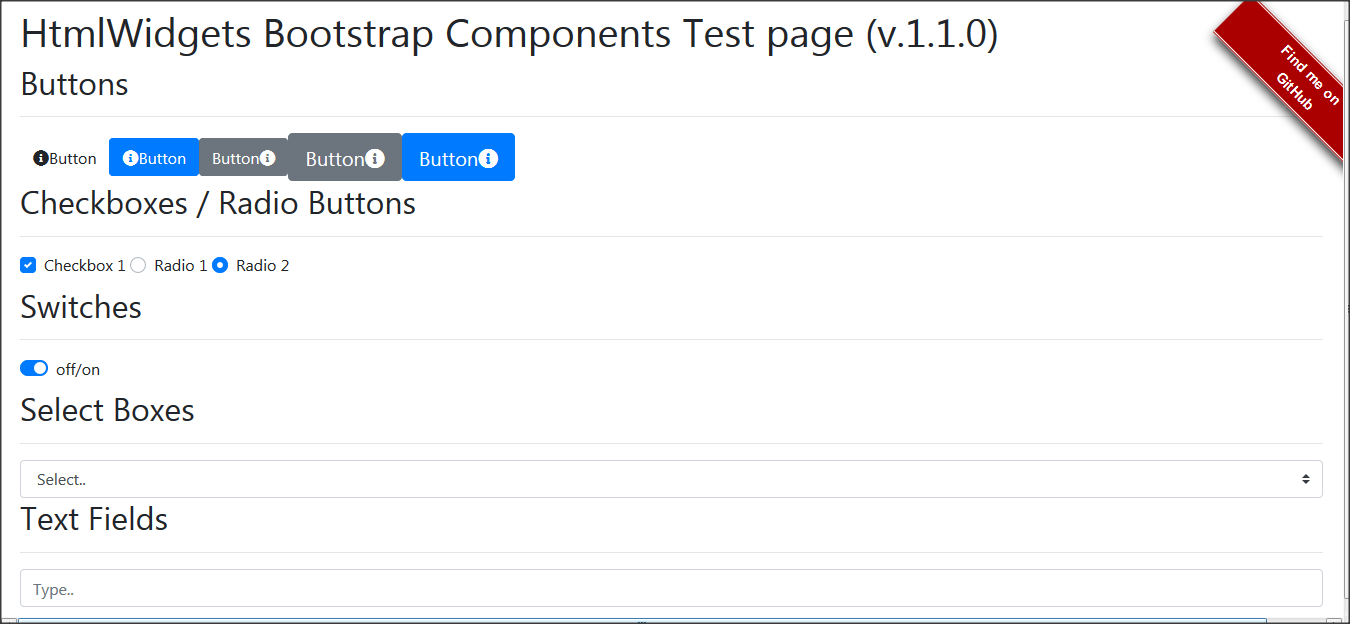 HtmlWidgets Bootstrap Components Test page (v.1.1.0)
Find me on
GitHub
Buttons
Button Button Button Button Button
Checkboxes / Radio Buttons
Checkbox 1 Radio 1 Radio 2
Switches
off/on
Select Boxes
Select..
Text Fields
Type..